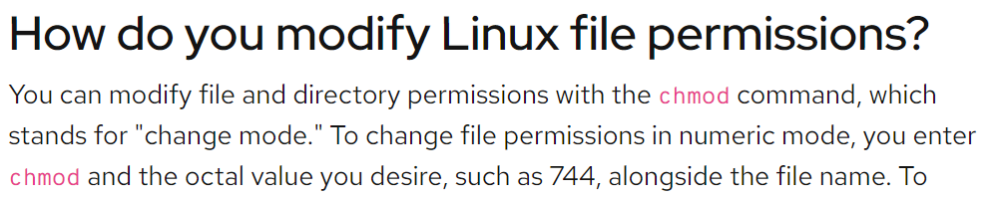 How do you modify Linux file permissions?
You can modify file and directory permissions with the chmod command, which
stands for "change mode." To change file permissions in numeric mode, you enter
chmod and the octal value you desire, such as 744, alongside the file name. To